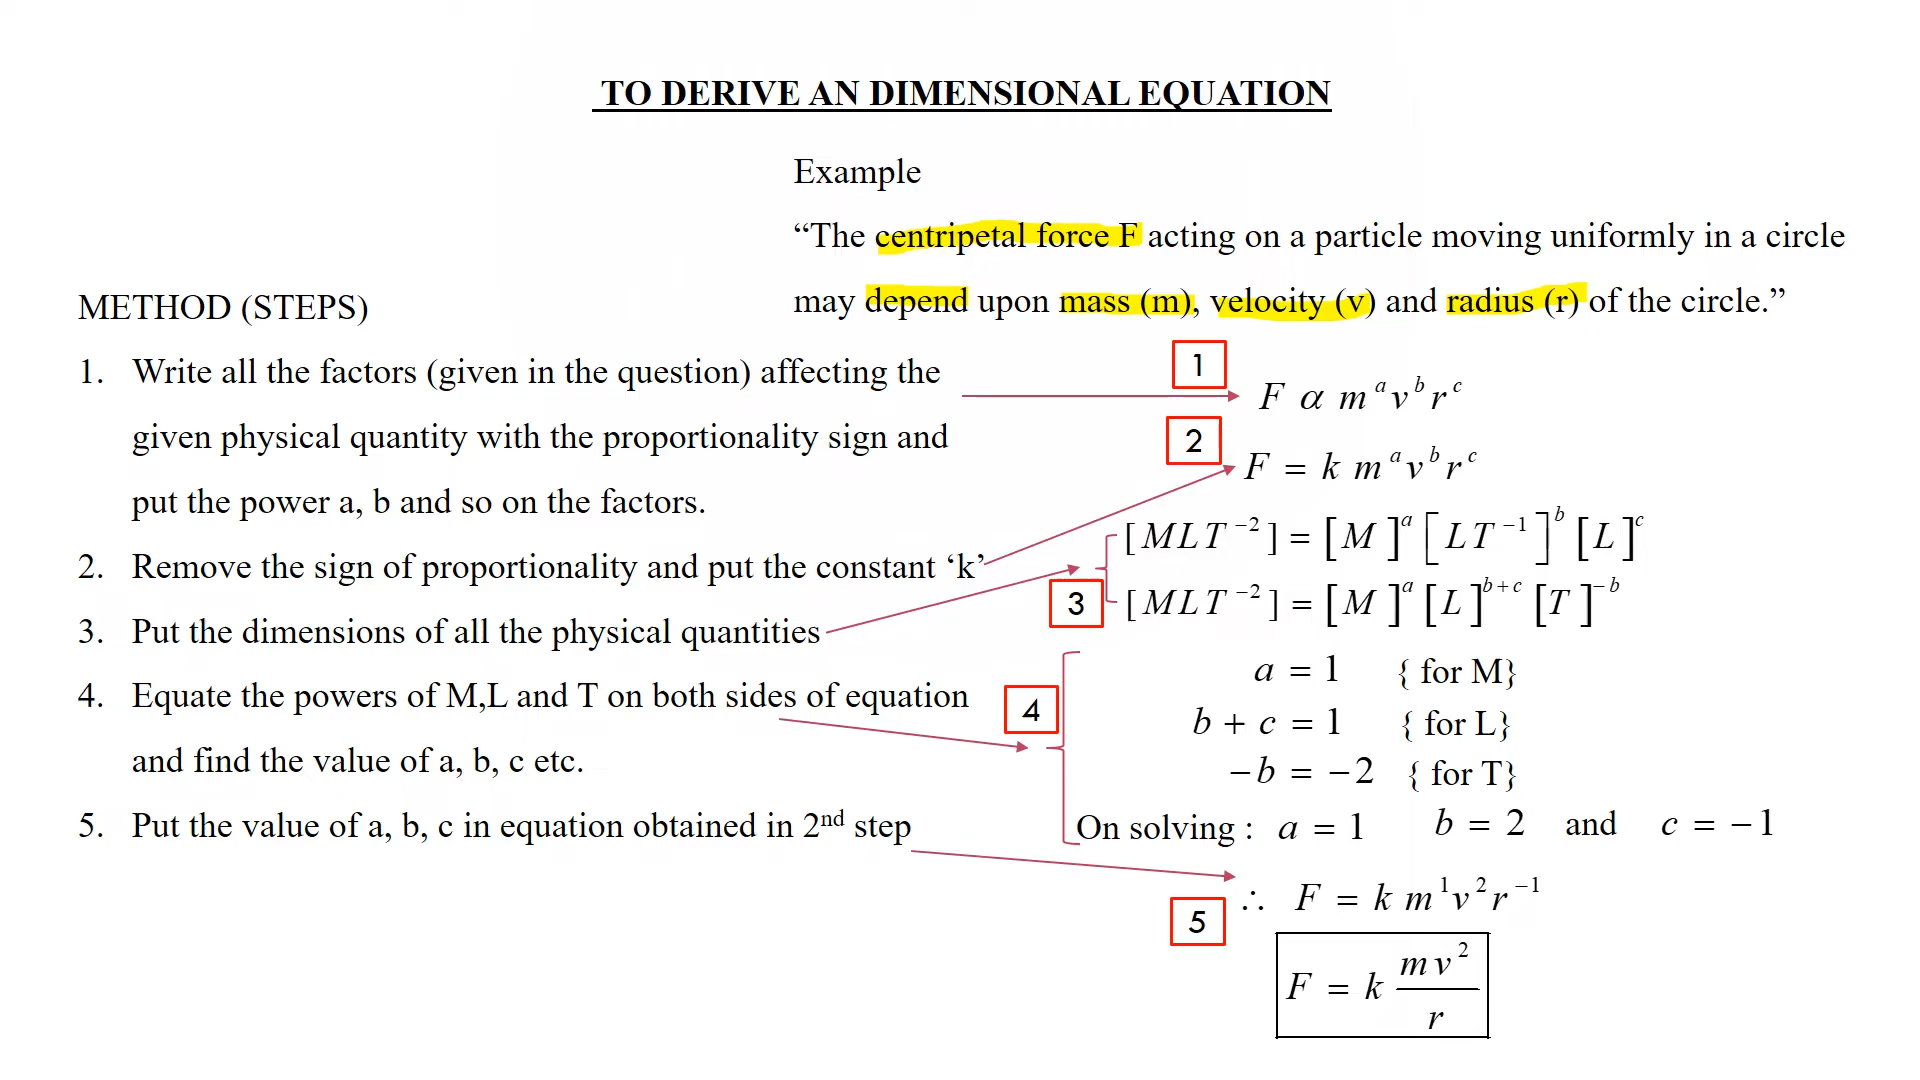 TO DERIVE AN DIMENSIONAL EQUATION
Example
“The centripetal force F acting on a particle moving uniformly in a circle
may depend upon mass (m), velocity (v) and radius (r) of the circle.”
METHOD (STEPS)
1. Write all the factors (given in the question) affecting the
given physical quantity with the proportionality sign and
put the power a, b and so on the factors.
2. Remove the sign of proportionality and put the constant ‘k’
3. Put the dimensions of all the physical quantities
4. Equate the powers of M,L and T on both sides of equation
and find the value of a, b, c etc.
5. Put the value of a, b, c in equation obtained in 2nd step
1
F α m^a v^b r^c
2
F = k m^a v^b r^c
3
[MLT^−2] = [M]^a [LT^−1]^b [L]^c
[MLT^−2] = [M]^a [L]^b+c [T]^−b
4
a = 1 { for M}
b + c = 1 { for L}
−b = −2 { for T}
On solving : a = 1 b = 2 and c = −1
5
∴ F = k m^1 v^2 r^−1
F = k mv^2 / r